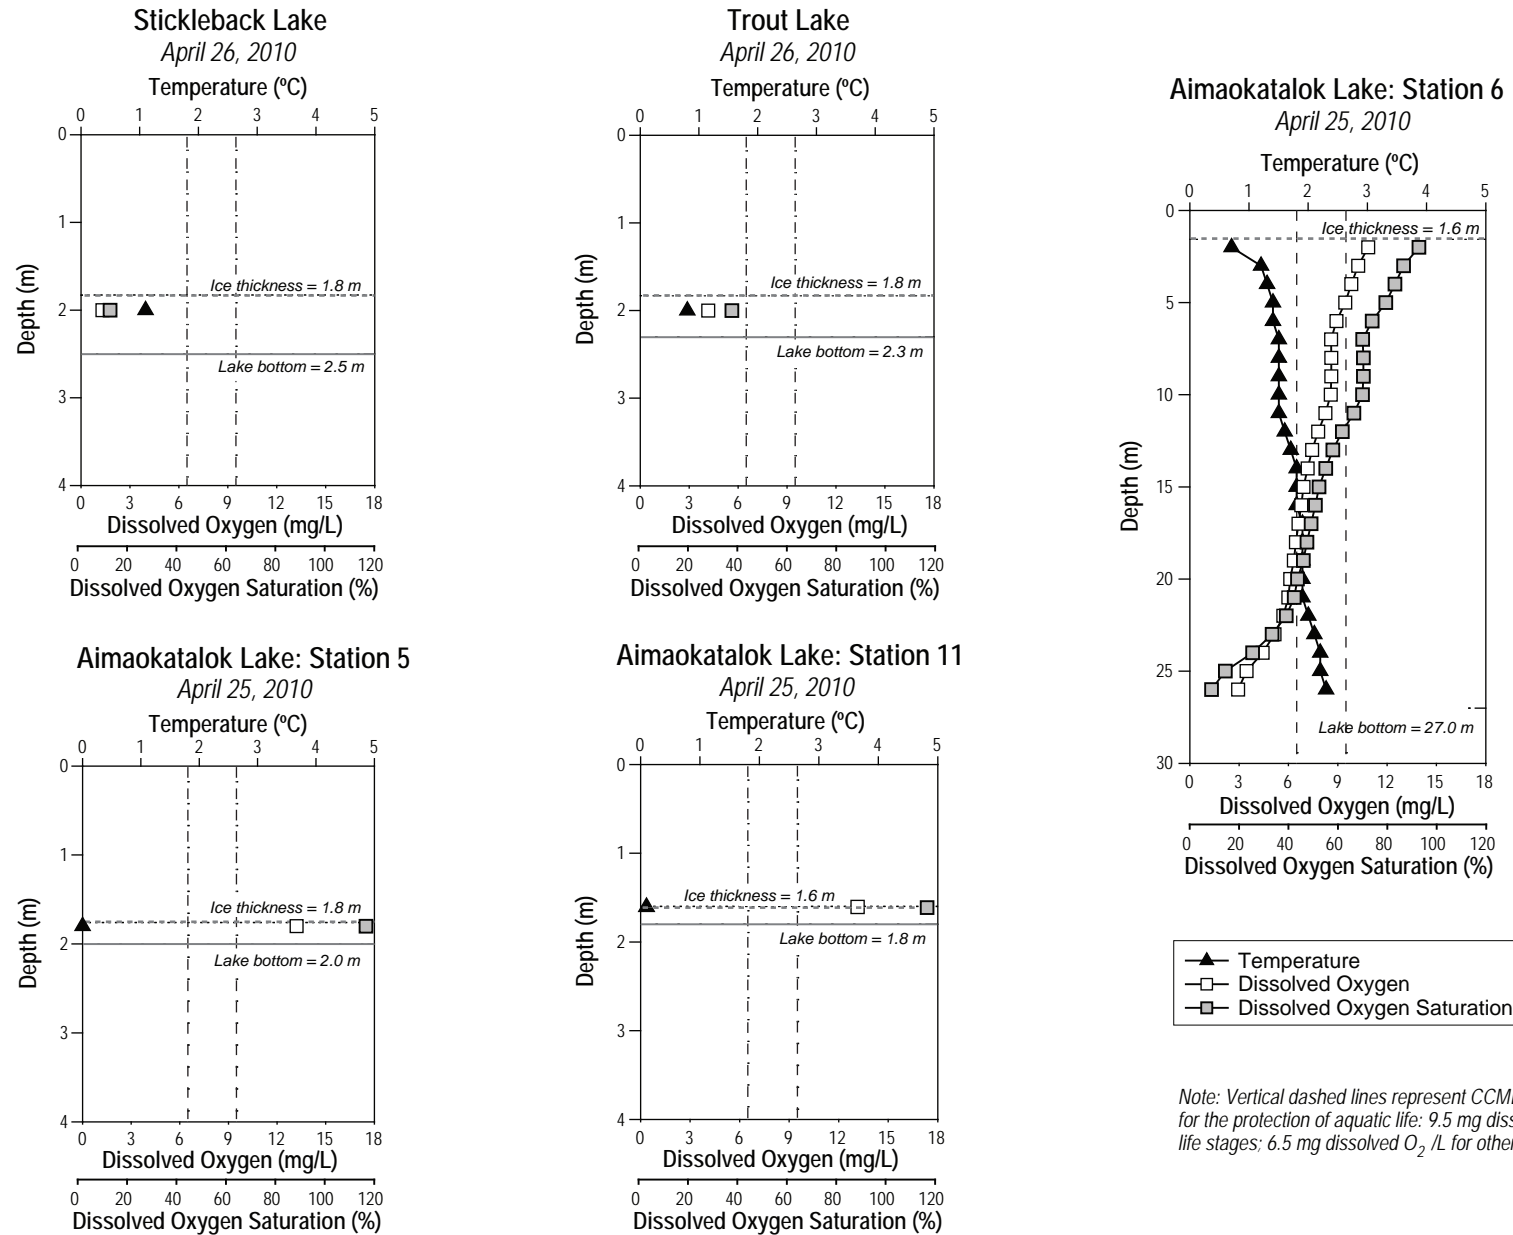 Stickleback Lake
April 26, 2010
Temperature (ºC)
0 1 2 3 4 5
0
1
2
3
4
Depth (m)
Ice thickness = 1.8 m
Lake bottom = 2.5 m
0 3 6 9 12 15 18
Dissolved Oxygen (mg/L)
0 20 40 60 80 100 120
Dissolved Oxygen Saturation (%)
Trout Lake
April 26, 2010
Temperature (ºC)
0 1 2 3 4 5
0
1
2
3
4
Depth (m)
Ice thickness = 1.8 m
Lake bottom = 2.3 m
0 3 6 9 12 15 18
Dissolved Oxygen (mg/L)
0 20 40 60 80 100 120
Dissolved Oxygen Saturation (%)
Aimaokatalok Lake: Station 6
April 25, 2010
Temperature (ºC)
0 1 2 3 4 5
0
5
10
15
20
25
30
Depth (m)
Ice thickness = 1.6 m
Lake bottom = 27.0 m
0 3 6 9 12 15 18
Dissolved Oxygen (mg/L)
0 20 40 60 80 100 120
Dissolved Oxygen Saturation (%)
Aimaokatalok Lake: Station 5
April 25, 2010
Temperature (ºC)
0 1 2 3 4 5
0
1
2
3
4
Depth (m)
Ice thickness = 1.8 m
Lake bottom = 2.0 m
0 3 6 9 12 15 18
Dissolved Oxygen (mg/L)
0 20 40 60 80 100 120
Dissolved Oxygen Saturation (%)
Aimaokatalok Lake: Station 11
April 25, 2010
Temperature (ºC)
0 1 2 3 4 5
0
1
2
3
4
Depth (m)
Ice thickness = 1.6 m
Lake bottom = 1.8 m
0 3 6 9 12 15 18
Dissolved Oxygen (mg/L)
0 20 40 60 80 100 120
Dissolved Oxygen Saturation (%)
Temperature
Dissolved Oxygen
Dissolved Oxygen Saturation
Note: Vertical dashed lines represent
for the protection of aquatic life: 9.5 mg
life stages; 6.5 mg dissolved O2 /L for other